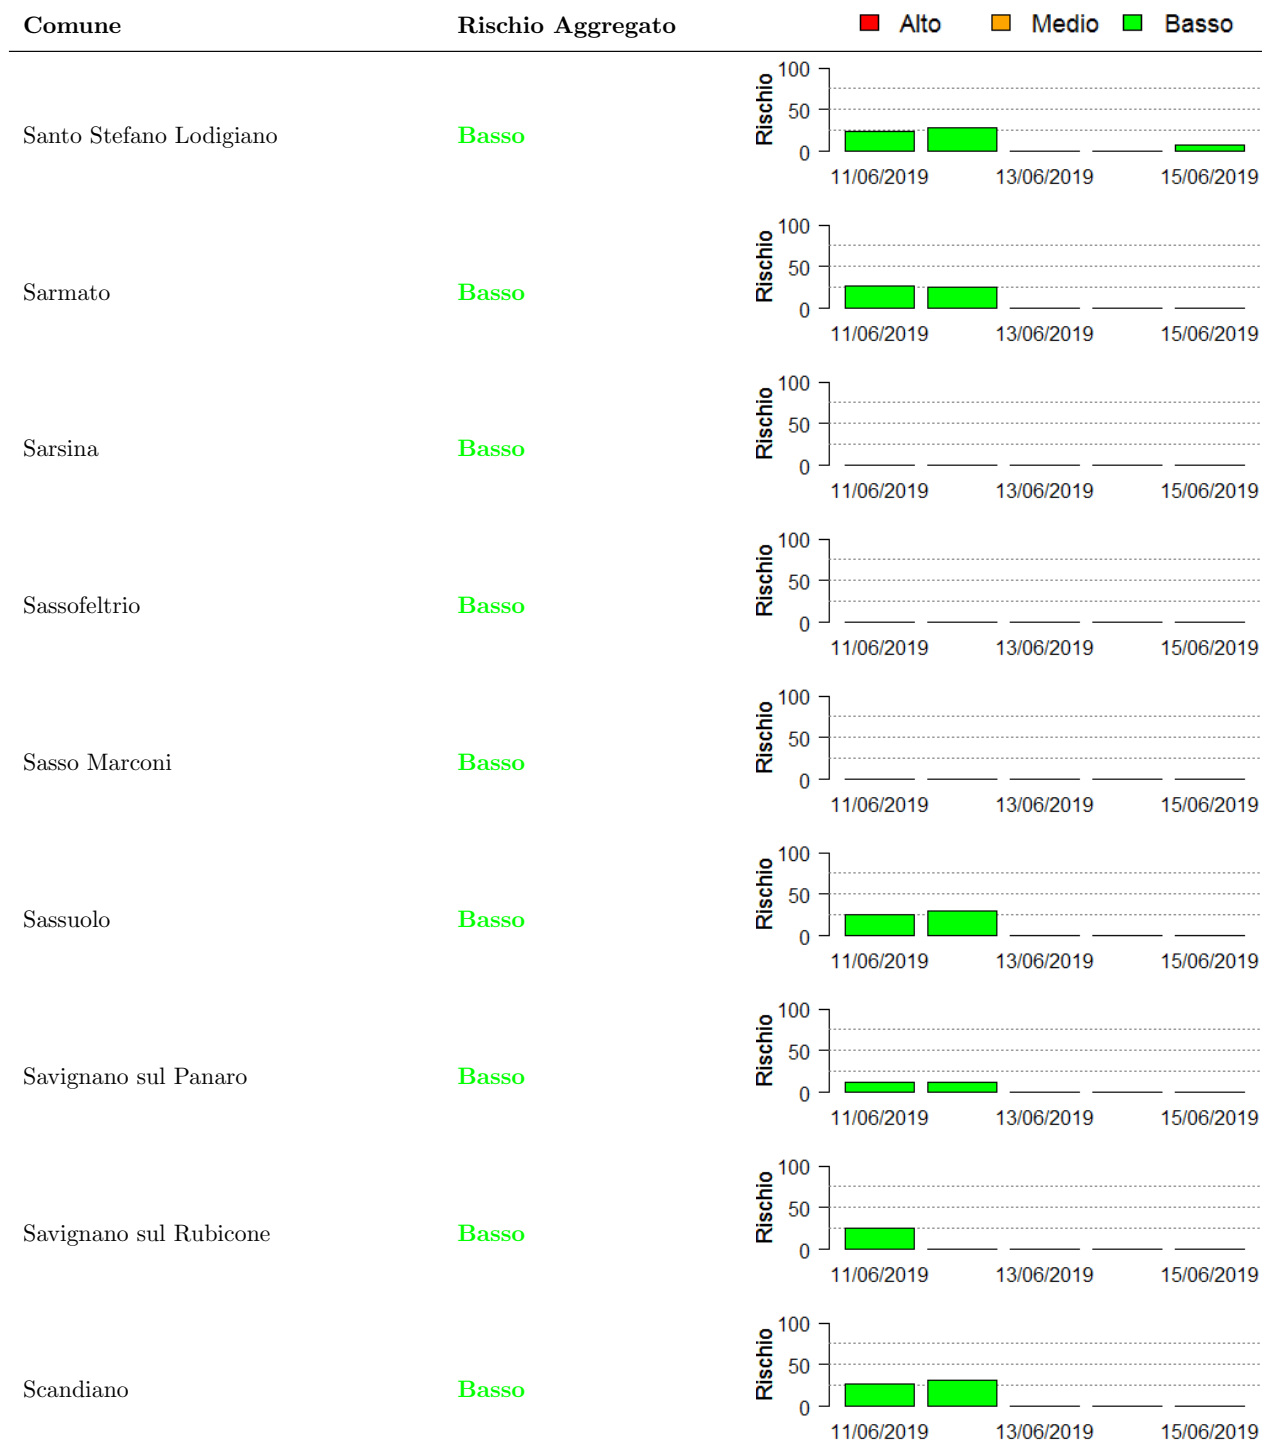 Comune Rischio Aggregato Alto Medio Basso
Santo Stefano Lodigiano Basso Rischio 100 50 0
11/06/2019 13/06/2019 15/06/2019
Sarmato Basso Rischio 100 50 0
11/06/2019 13/06/2019 15/06/2019
Sarsina Basso Rischio 100 50 0
11/06/2019 13/06/2019 15/06/2019
Sassofeltrio Basso Rischio 100 50 0
11/06/2019 13/06/2019 15/06/2019
Sasso Marconi Basso Rischio 100 50 0
11/06/2019 13/06/2019 15/06/2019
Sassuolo Basso Rischio 100 50 0
11/06/2019 13/06/2019 15/06/2019
Savignano sul Panaro Basso Rischio 100 50 0
11/06/2019 13/06/2019 15/06/2019
Savignano sul Rubicone Basso Rischio 100 50 0
11/06/2019 13/06/2019 15/06/2019
Scandiano Basso Rischio 100 50 0
11/06/2019 13/06/2019 15/06/2019